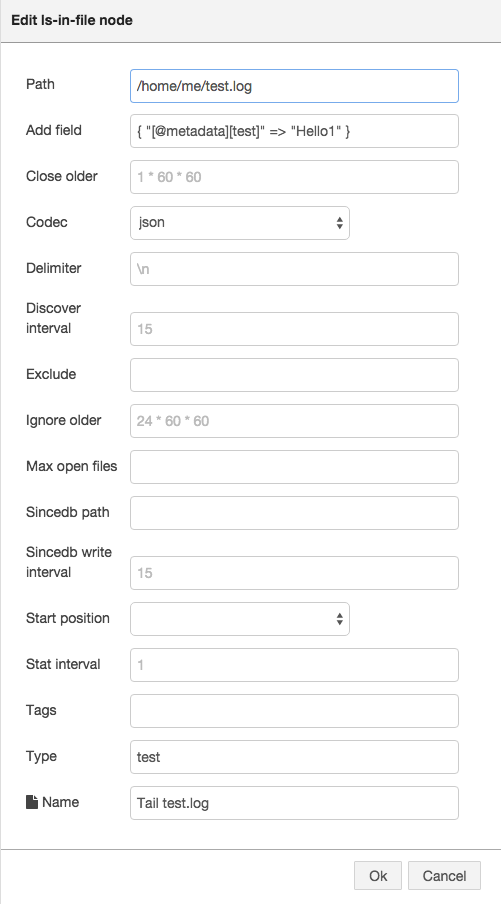 Edit ls-in-file node
Path /home/me/test.log
Add field { "[@metadata][test]" => "Hello1" }
Close older 1 * 60 * 60
Codec json
Delimiter \n
Discover
interval 15
Exclude
Ignore older 24 * 60 * 60
Max open files
Sincedb path
Sincedb write
interval 15
Start position
Stat interval 1
Tags
Type test
Name Tail test.log
Ok Cancel